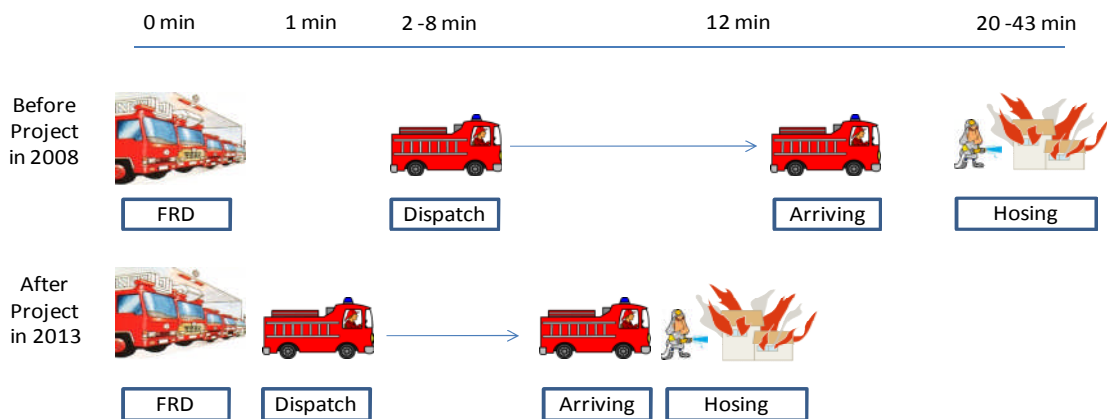 0 min 1 min 2 -8 min 12 min 20 -43 min
Before
Project
in 2008
FRD Dispatch Arriving Hosing
After
Project
in 2013
FRD Dispatch Arriving Hosing